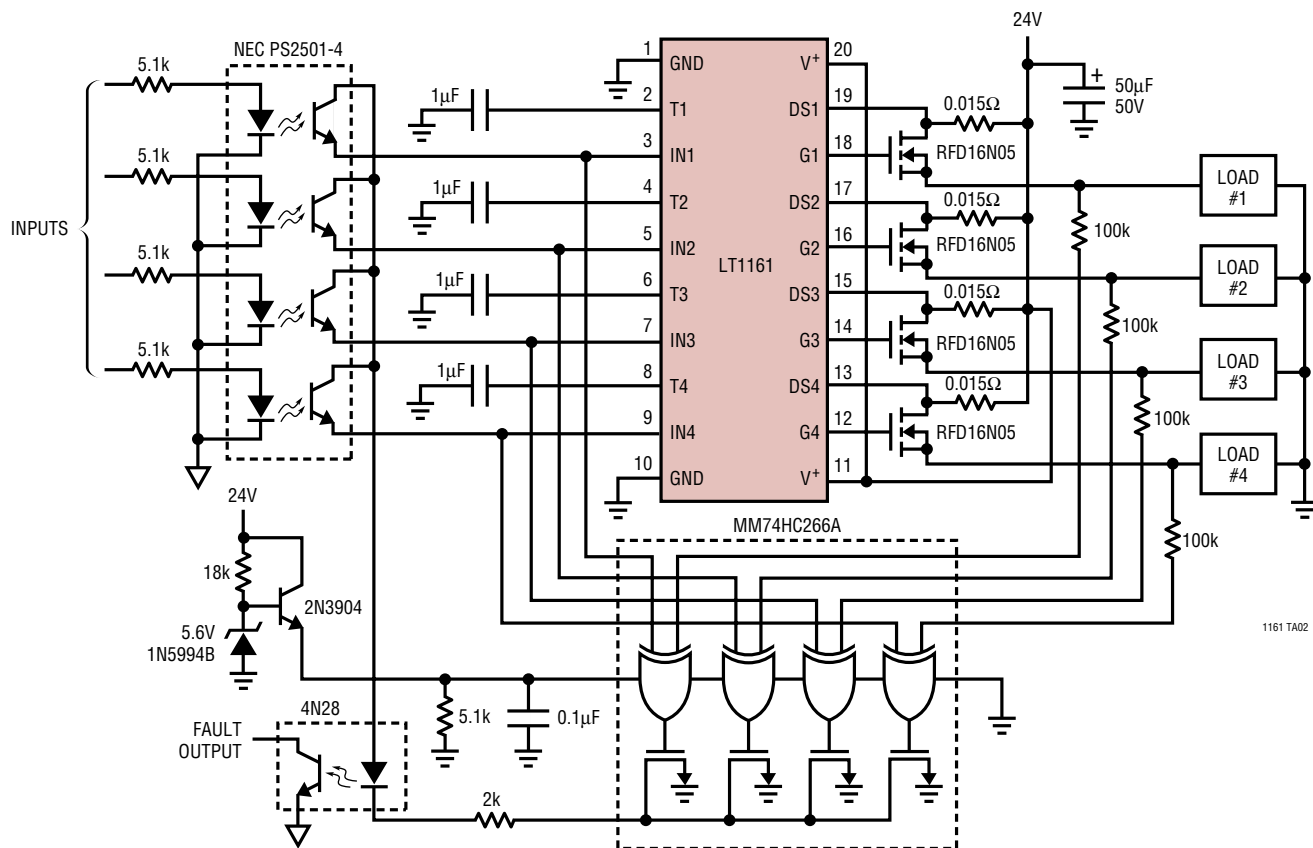 NEC PS2501-4
5.1k
5.1k
5.1k
5.1k
INPUTS
1µF
1µF
1µF
1µF
1
2
3
4
5
6
7
8
9
10
GND
T1
IN1
T2
IN2
T3
IN3
T4
IN4
GND
LT1161
V+
DS1
G1
DS2
G2
DS3
G3
DS4
G4
V+
20
19
18
17
16
15
14
13
12
11
24V
+
50µF
50V
0.015Ω
RFD16N05
0.015Ω
RFD16N05
0.015Ω
RFD16N05
0.015Ω
RFD16N05
LOAD
#1
LOAD
#2
LOAD
#3
LOAD
#4
100k
100k
100k
100k
24V
18k
2N3904
5.6V
1N5994B
5.1k
0.1µF
4N28
FAULT
OUTPUT
2k
MM74HC266A
1161 TA02